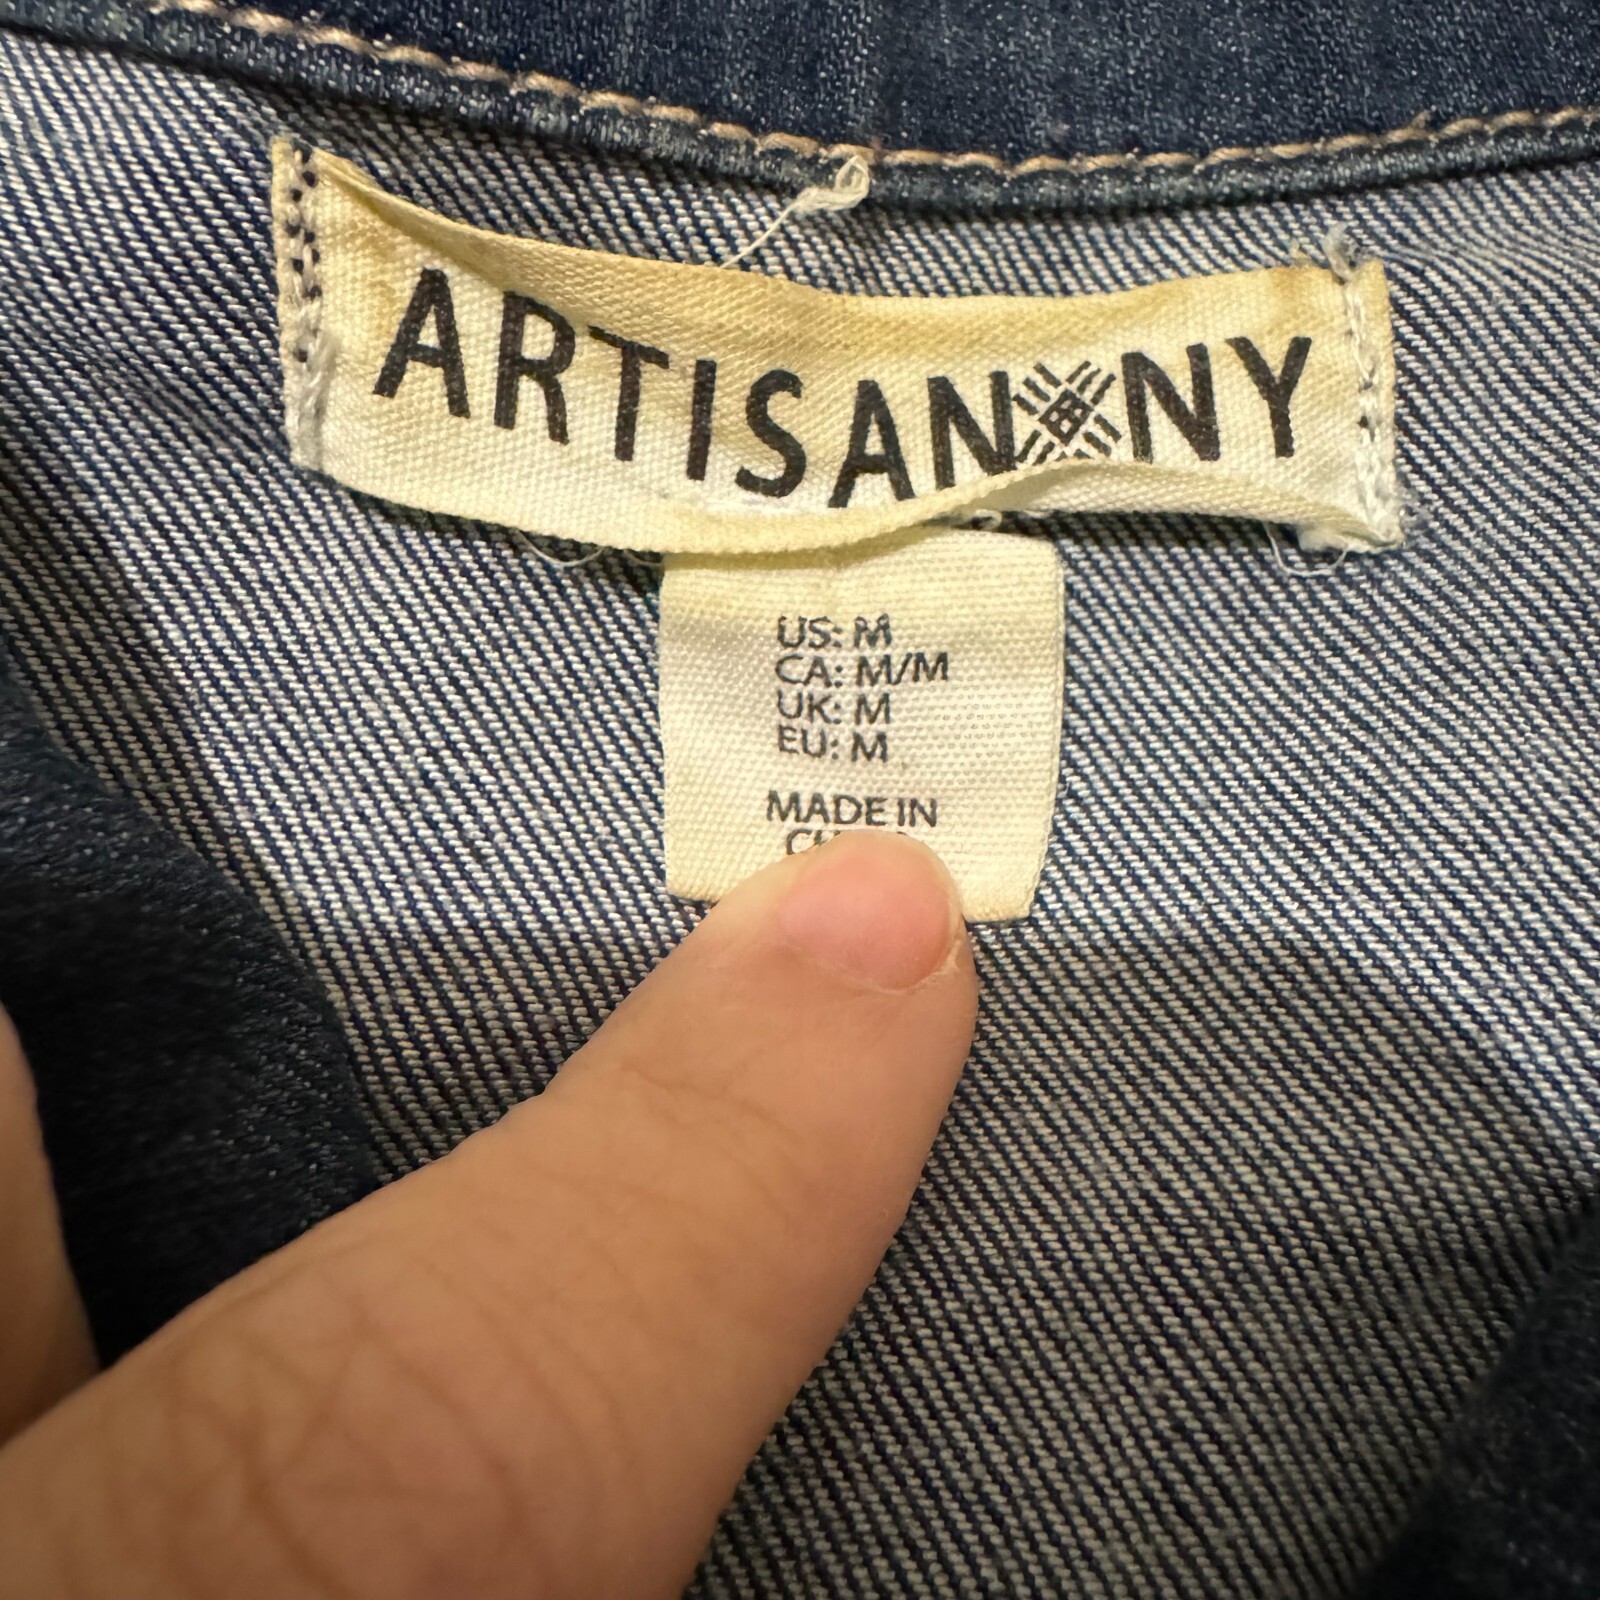 ARTISAN NY
US: M
CA: M/M
UK: M
EU: M
MADE IN